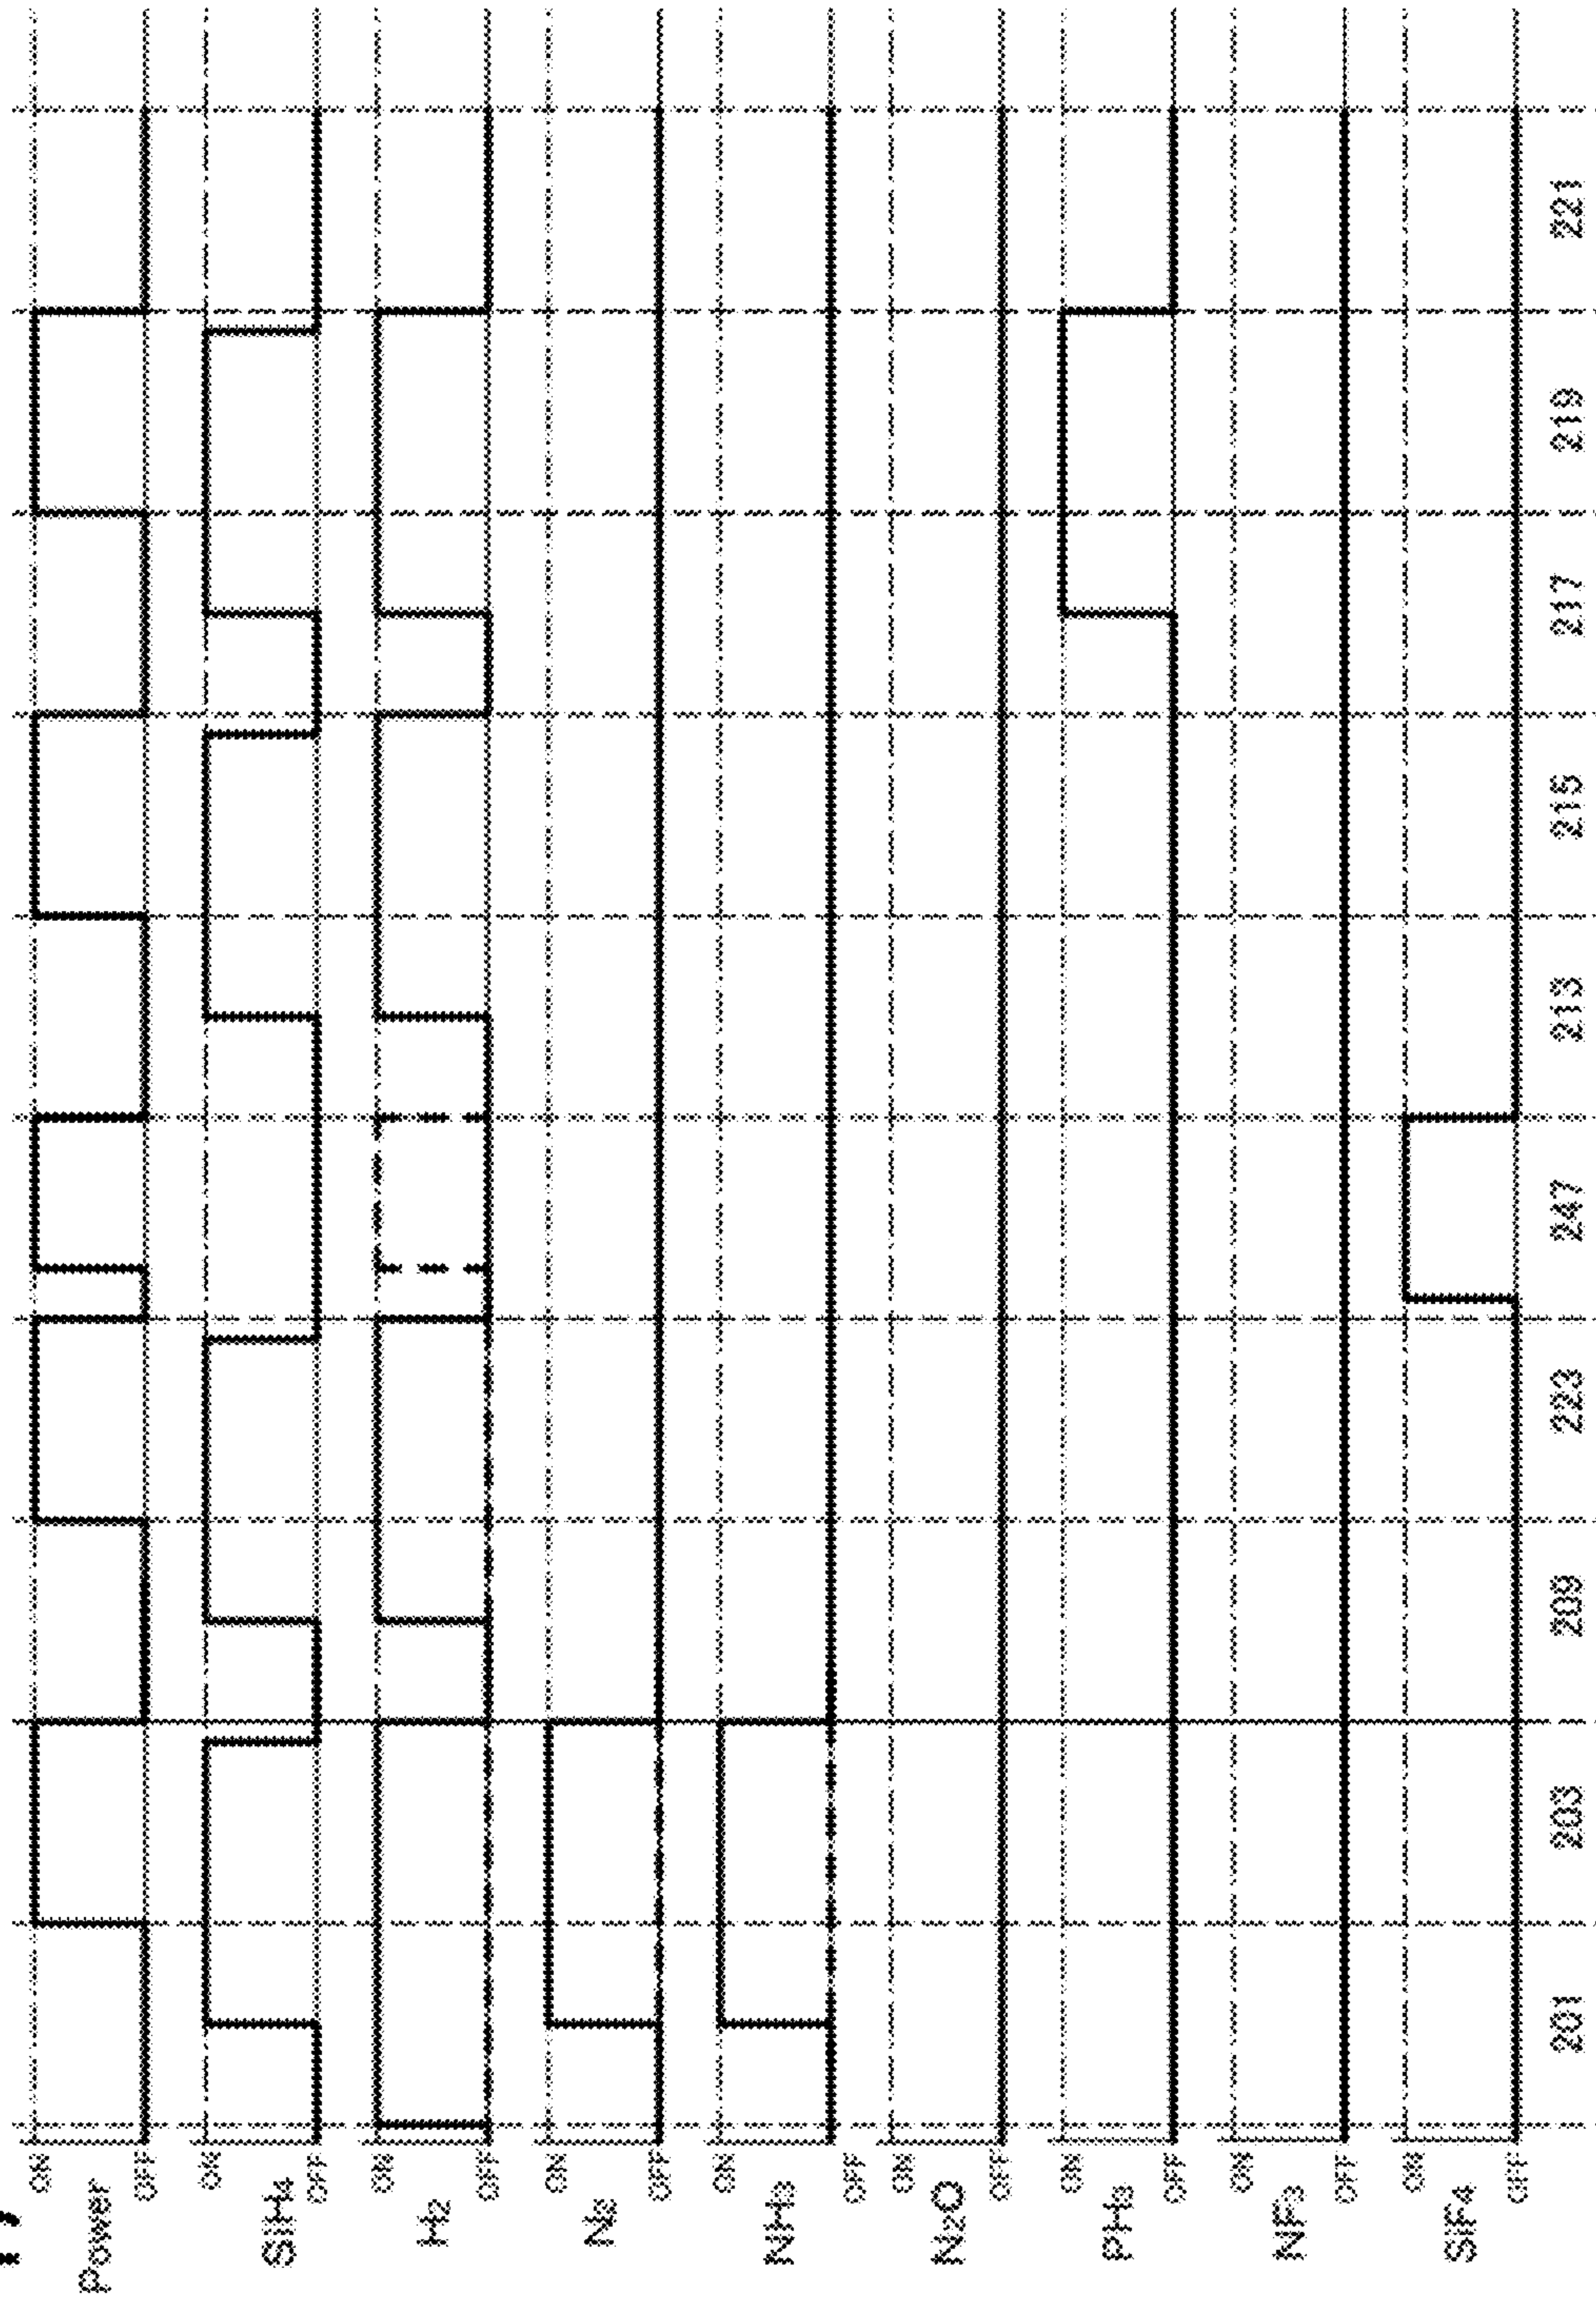 Power
ON
OFF
SiH4
ON
OFF
H2
ON
OFF
N2
ON
OFF
NH3
ON
OFF
N2O
ON
OFF
PH3
ON
OFF
NF3
ON
OFF
SiF4
ON
OFF
201 203 209 223 247 213 215 217 219 221